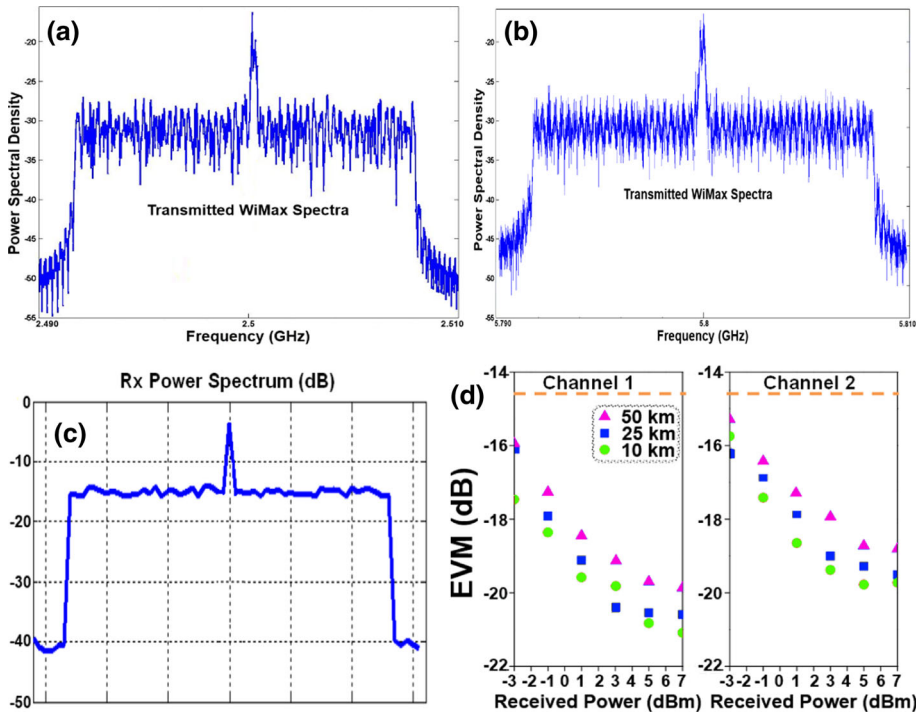 (a)
Power Spectral Density
-20
-25
-30
-35
-40
-45
-50
-55
Transmitted WiMax Spectra
2.490
2.5
2.510
Frequency (GHz)
(b)
Power Spectral Density
-20
-25
-30
-35
-40
-45
-50
-55
Transmitted WiMax Spectra
5.790
5.8
5.810
Frequency (GHz)
Rx Power Spectrum (dB)
(c)
0
-10
-20
-30
-40
-50
(d)
EVM (dB)
-14
-16
-18
-20
-22
Channel 1
50 km
25 km
10 km
-3 -1 0 1 2 3 4 5 6 7
Received Power (dBm)
-14
-16
-18
-20
-22
Channel 2
-3 -1 0 1 2 3 4 5 6 7
Received Power (dBm)